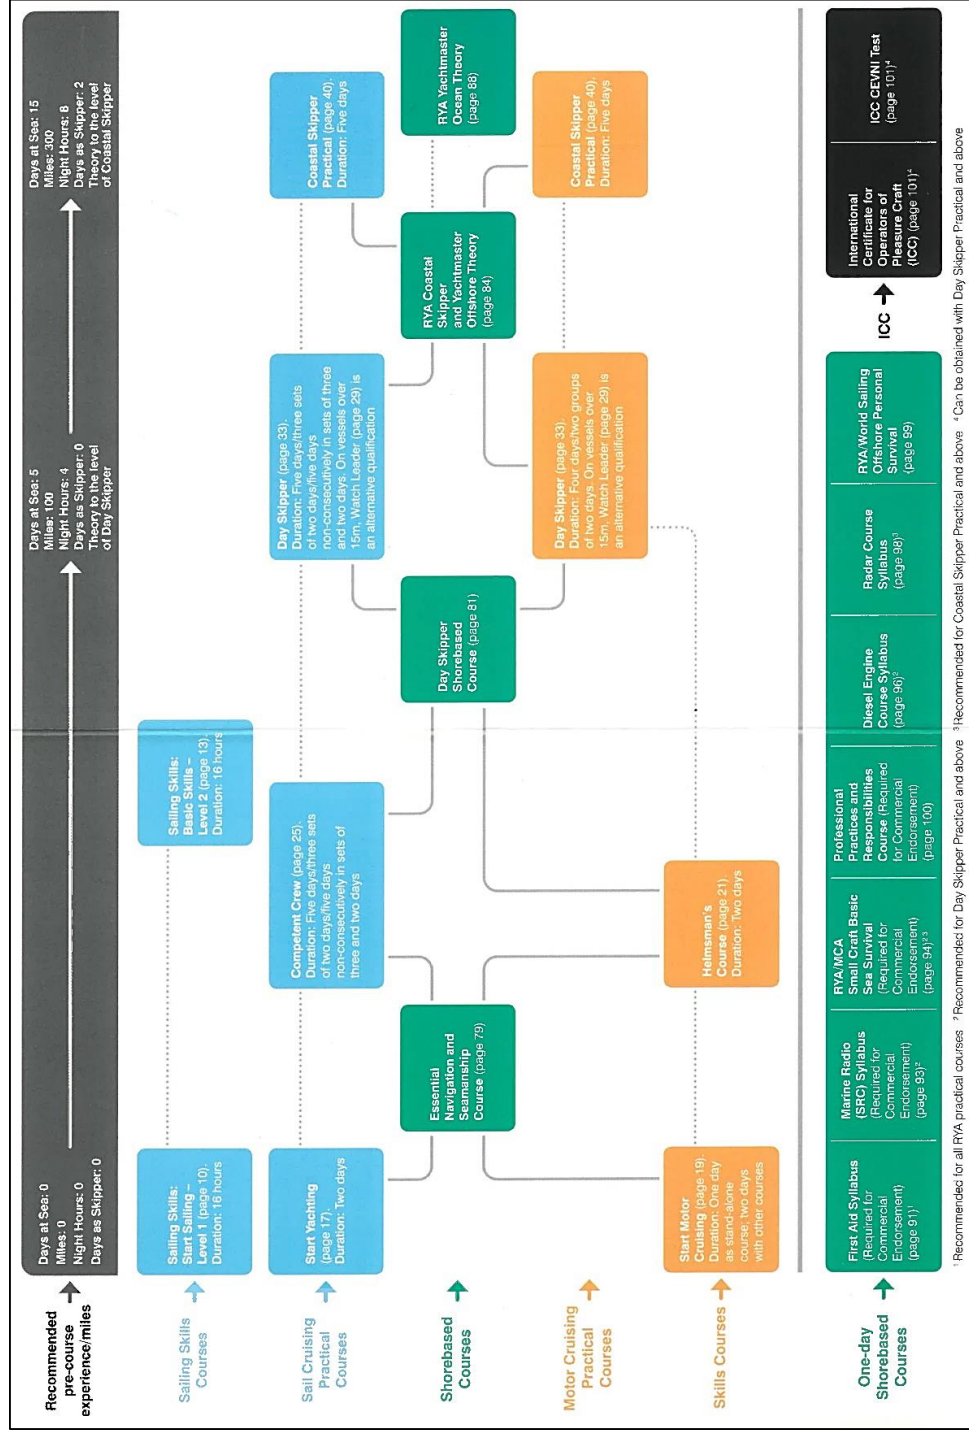 Recommended
pre-course
experience/miles
Days at Sea: 0
Miles: 0
Night Hours: 0
Days as Skipper: 0
Days at Sea: 5
Miles: 100
Night Hours: 4
Days as Skipper: 0
Theory to the level
of Day Skipper
Days at Sea: 15
Miles: 300
Night Hours: 8
Days as Skipper: 2
Theory to the level
of Coastal Skipper
Sailing Skills
Courses
Sailing Skills:
Start Sailing –
Level 1 (page 10).
Duration: 16 hours
Sailing Skills:
Basic Skills –
Level 2 (page 13).
Duration: 16 hours
Sail Cruising
Practical
Courses
Start Yachting
(page 17).
Duration: Two days
Competent Crew (page 25).
Duration: Five days/three sets
of two days/five days
non-consecutively in sets of
three and two days
Day Skipper (page 33).
Duration: Five days/three sets
of two days/five days
non-consecutively in sets of three
and two days. On vessels over
15m, Watch Leader (page 29) is
an alternative qualification
Coastal Skipper
Practical (page 40).
Duration: Five days
Shorebased
Courses
Essential
Navigation and
Seamanship
Course (page 79)
Day Skipper
Shorebased
Course (page 81)
RYA Coastal
Skipper
and Yachtmaster
Offshore Theory
(page 84)
RYA Yachtmaster
Ocean Theory
(page 88)
Motor Cruising
Practical
Courses
Day Skipper (page 33).
Duration: Four days/two groups
of two days. On vessels over
15m, Watch Leader (page 29) is
an alternative qualification
Coastal Skipper
Practical (page 40).
Duration: Five days
Skills Courses
Start Motor
Cruising (page 19).
Duration: One day
as stand-alone
course; two days
with other courses
Helmsman's
Course (page 21).
Duration: Two days
One-day
Shorebased
Courses
First Aid Syllabus
(Required for
Commercial
Endorsement)
(page 91)¹
Marine Radio
(SRC) Syllabus
(Required for
Commercial
Endorsement)
(page 93)²
RYA/MCA
Small Craft Basic
Sea Survival
(Required for
Commercial
Endorsement)
(page 94)²³
Professional
Practices and
Responsibilities
Course (Required
for Commercial
Endorsement)
(page 100)
Diesel Engine
Course Syllabus
(page 96)²
Radar Course
Syllabus
(page 98)³
RYA/World Sailing
Offshore Personal
Survival
(page 99)
ICC
International
Certificate for
Operators of
Pleasure Craft
(ICC) (page 101)⁴
ICC CEVNI Test
(page 101)⁴
¹ Recommended for all RYA practical courses ² Recommended for Day Skipper Practical and above ³ Recommended for Coastal Skipper Practical and above ⁴ Can be obtained with Day Skipper Practical and above